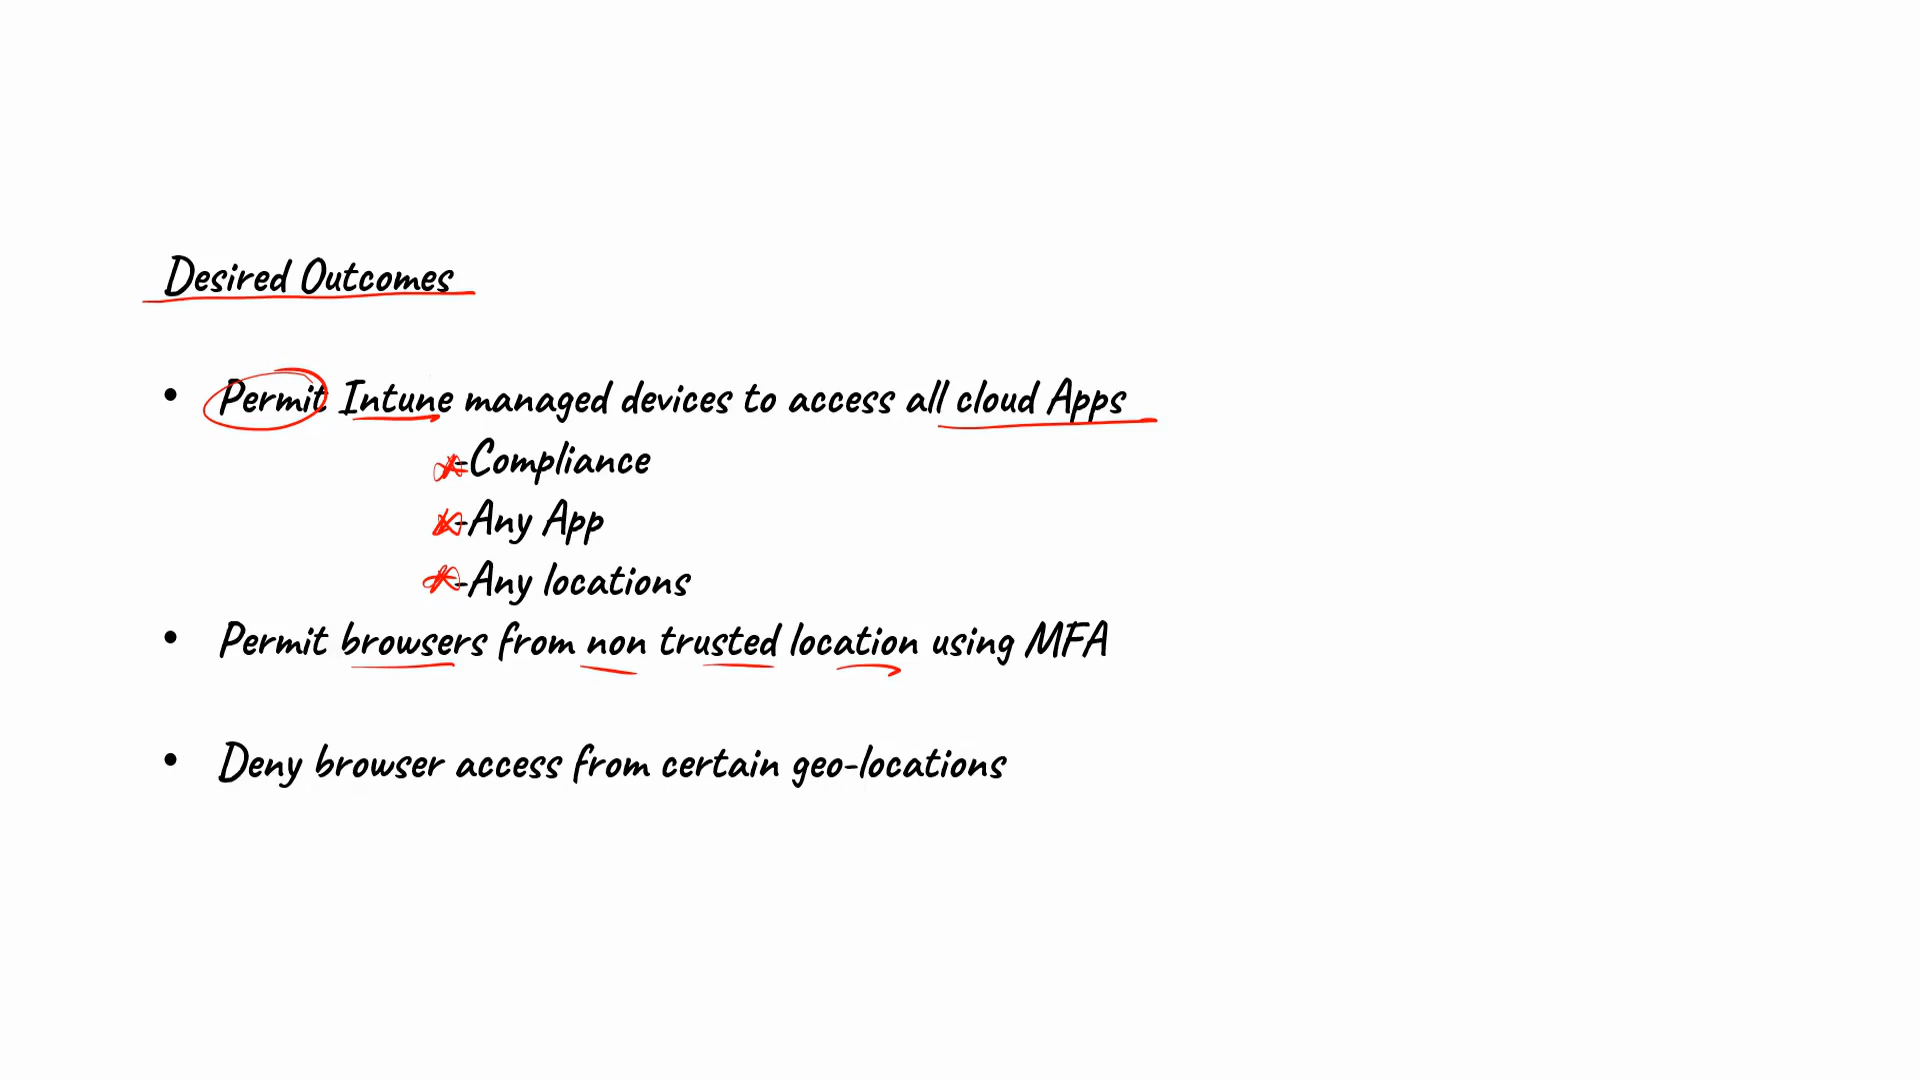 Desired Outcomes
• Permit Intune managed devices to access all cloud Apps
-Compliance
-Any App
-Any locations
• Permit browsers from non trusted location using MFA
• Deny browser access from certain geo-locations